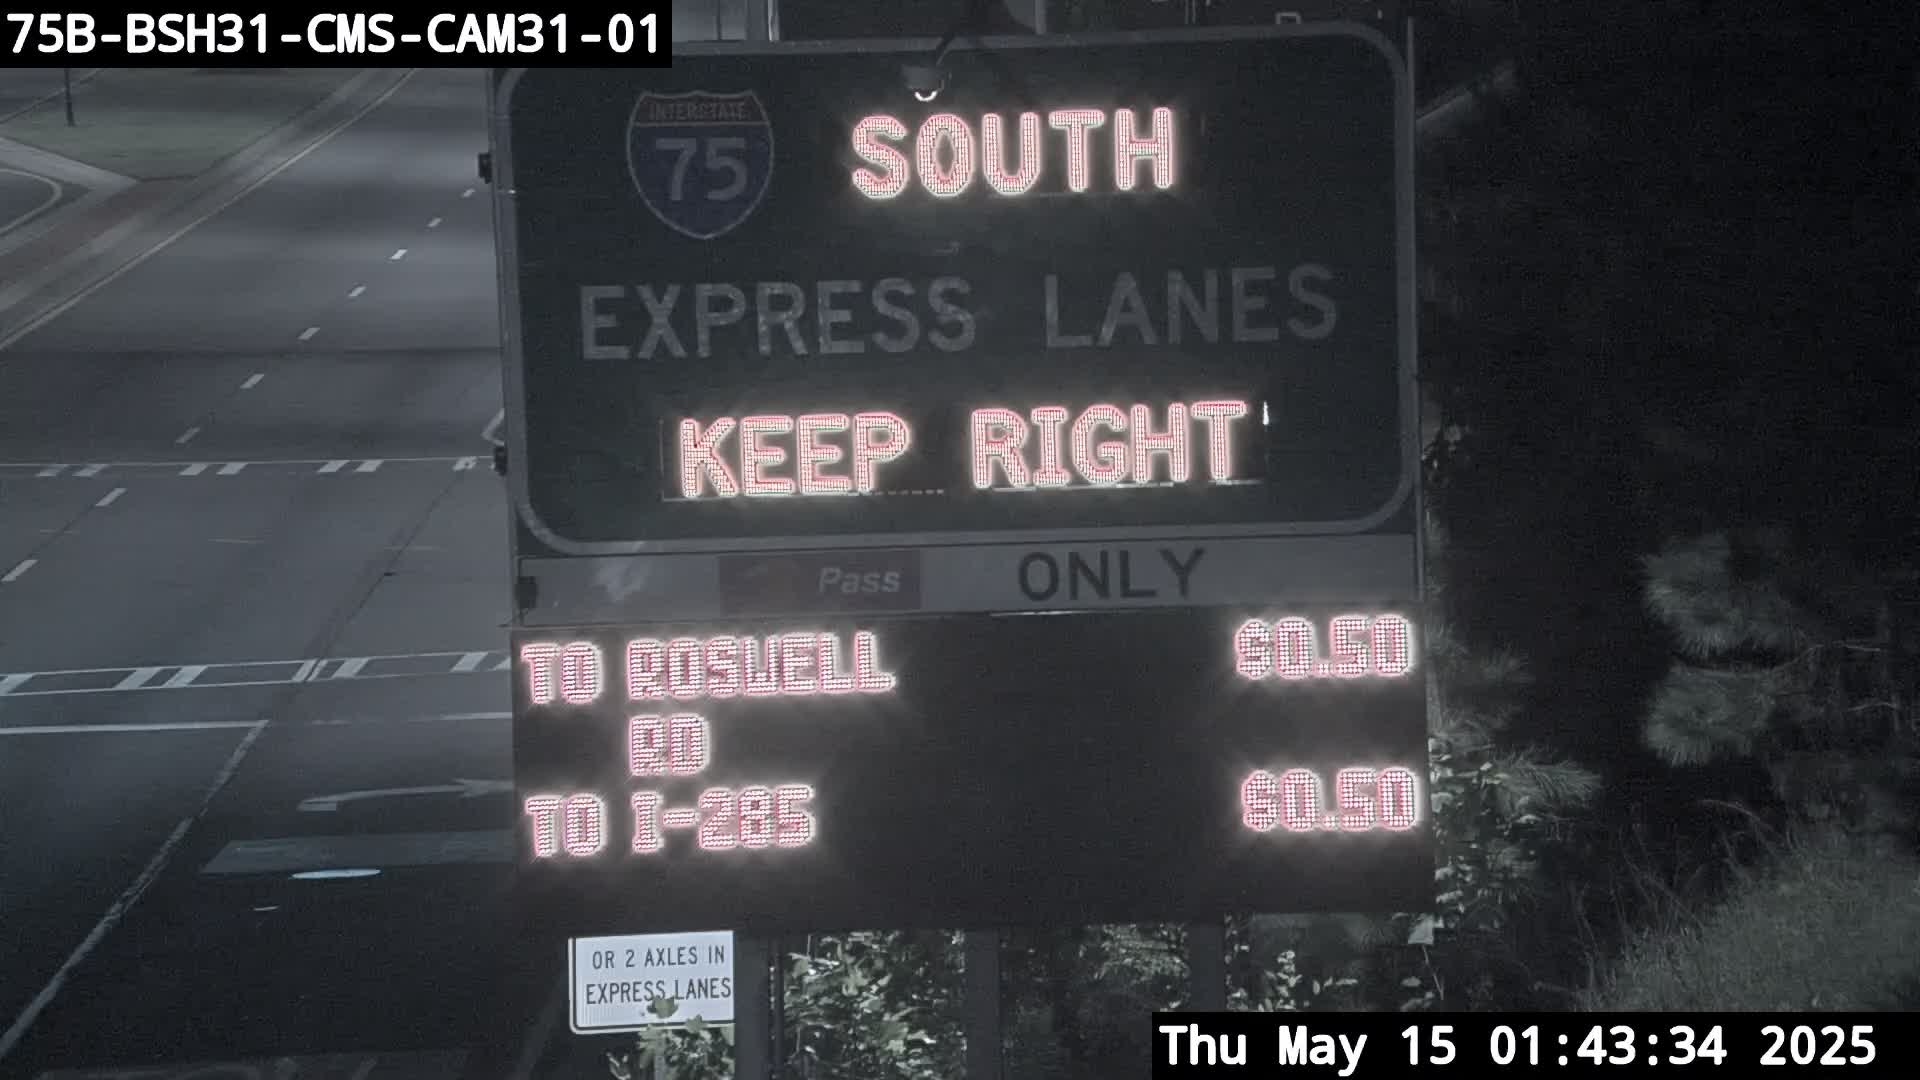 75B-BSH31-CMS-CAM31-01
INTERSTATE
75
SOUTH
EXPRESS LANES
KEEP RIGHT
Pass ONLY
TO ROSWELL $0.50
RD
TO I-285 $0.50
OR 2 AXLES IN
EXPRESS LANES
Thu May 15 01:43:34 2025